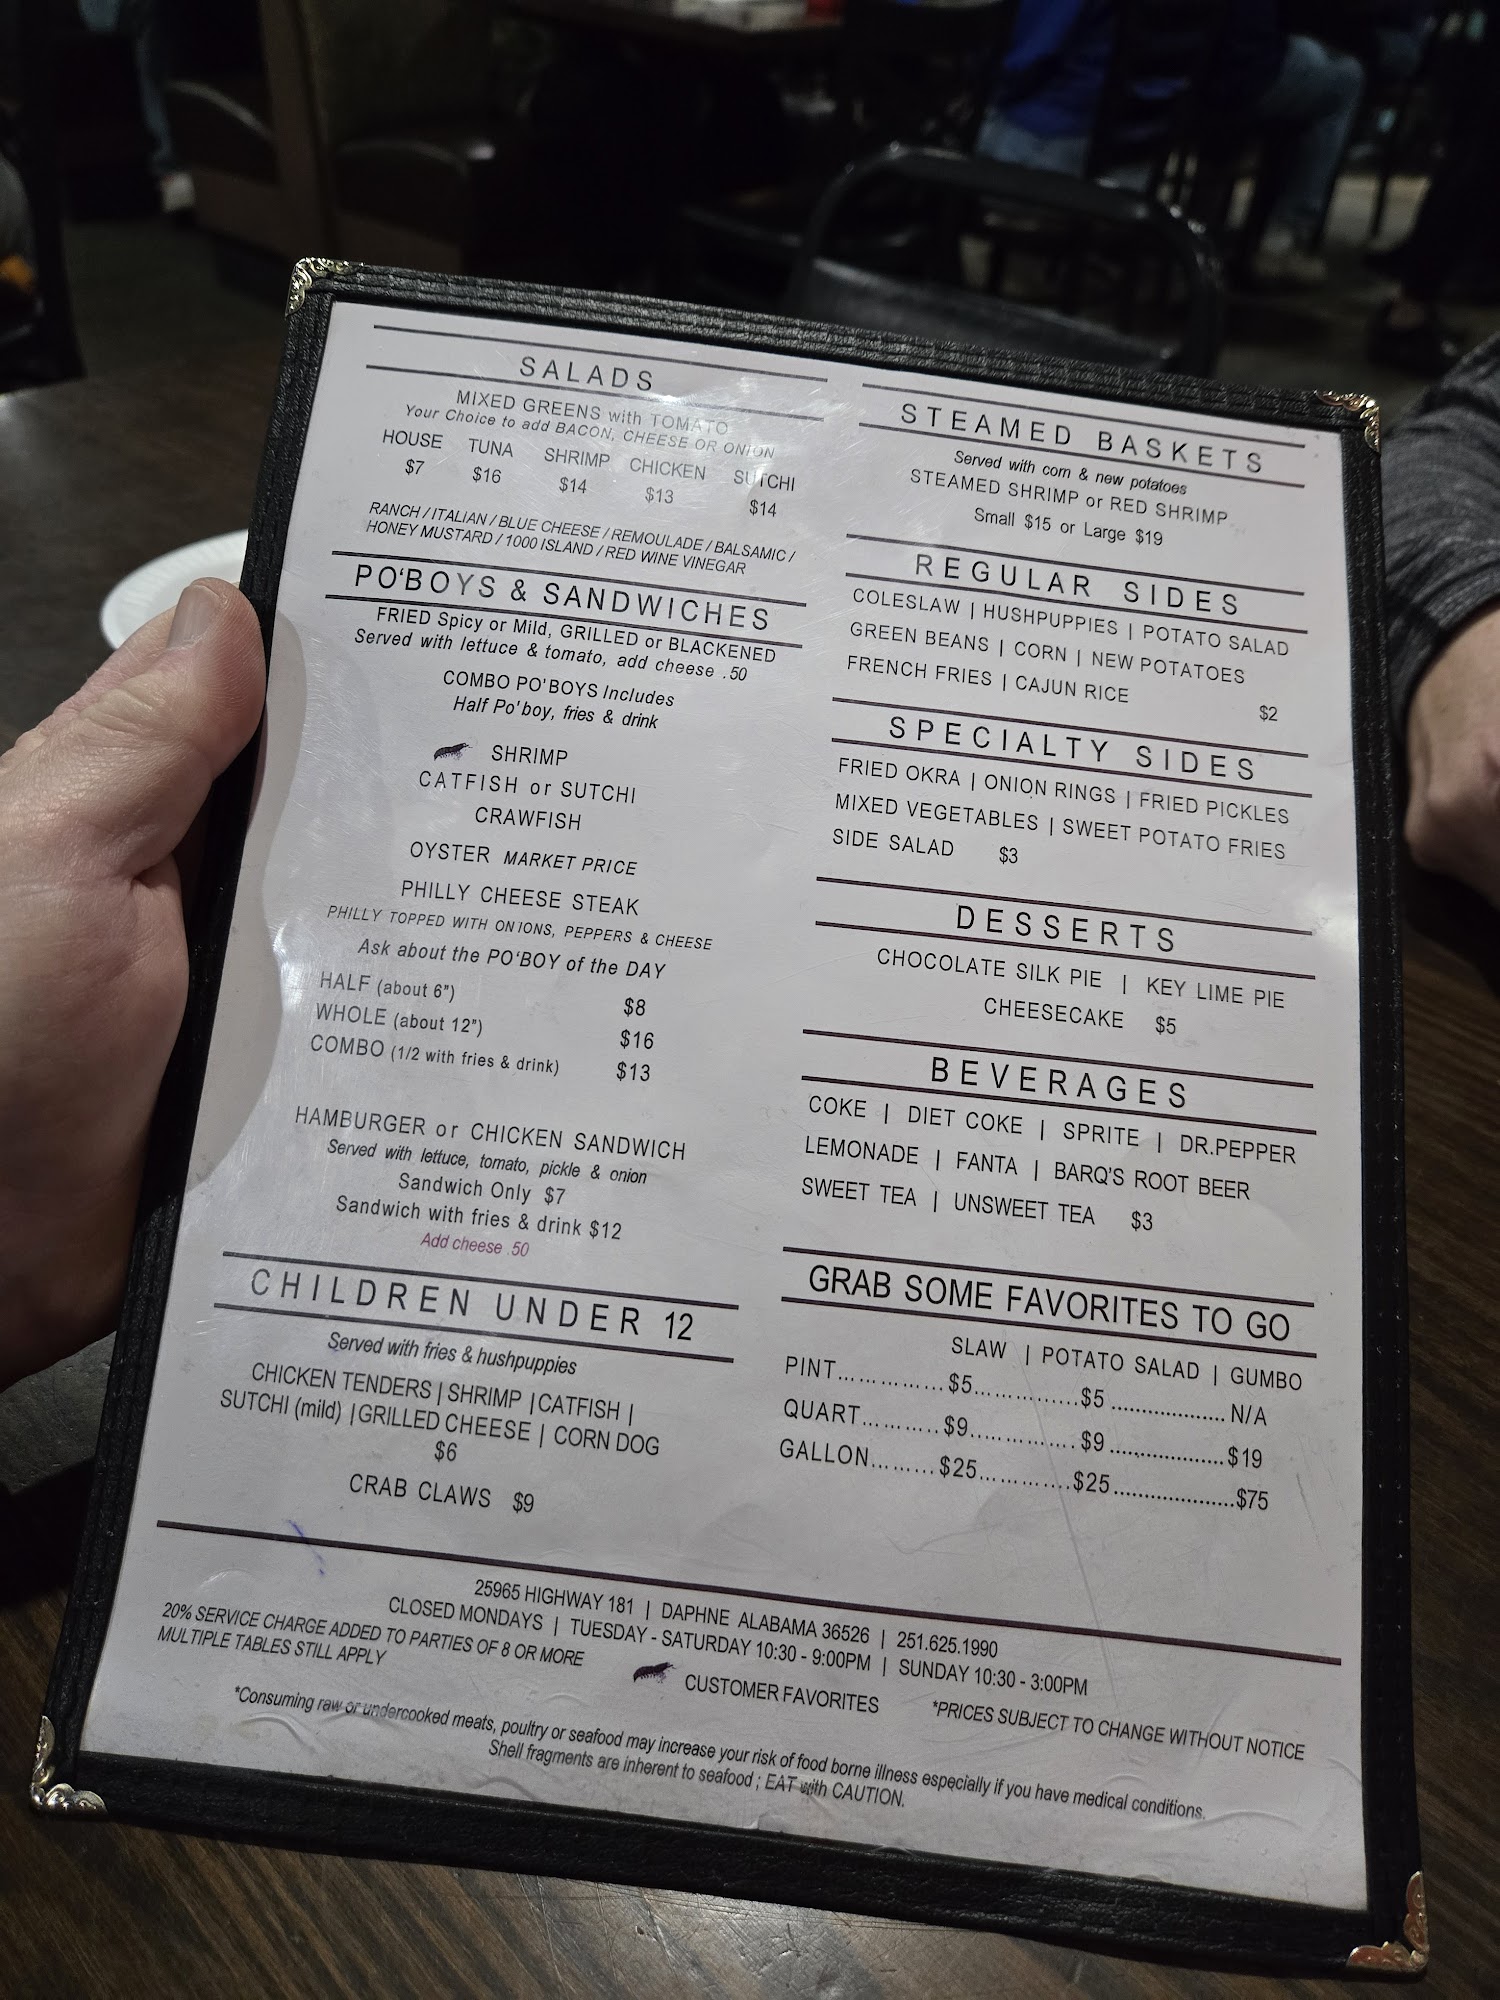 SALADS
MIXED GREENS with TOMATO
Your Choice to add BACON, CHEESE OR ONION
HOUSE TUNA SHRIMP CHICKEN SUTCHI
$7 $16 $14 $13 $14
RANCH / ITALIAN / BLUE CHEESE / REMOULADE / BALSAMIC /
HONEY MUSTARD / 1000 ISLAND / RED WINE VINEGAR
PO'BOYS & SANDWICHES
FRIED Spicy or Mild, GRILLED or BLACKENED
Served with lettuce & tomato, add cheese .50
COMBO PO'BOYS Includes
Half Po'boy, fries & drink
SHRIMP
CATFISH or SUTCHI
CRAWFISH
OYSTER MARKET PRICE
PHILLY CHEESE STEAK
PHILLY TOPPED WITH ONIONS, PEPPERS & CHEESE
Ask about the PO'BOY of the DAY
HALF (about 6") $8
WHOLE (about 12") $16
COMBO (1/2 with fries & drink) $13
HAMBURGER or CHICKEN SANDWICH
Served with lettuce, tomato, pickle & onion
Sandwich Only $7
Sandwich with fries & drink $12
Add cheese .50
CHILDREN UNDER 12
Served with fries & hushpuppies
CHICKEN TENDERS | SHRIMP | CATFISH |
SUTCHI (mild) | GRILLED CHEESE | CORN DOG
$6
CRAB CLAWS $9
STEAMED BASKETS
Served with corn & new potatoes
STEAMED SHRIMP or RED SHRIMP
Small $15 or Large $19
REGULAR SIDES
COLESLAW | HUSHPUPPIES | POTATO SALAD
GREEN BEANS | CORN | NEW POTATOES
FRENCH FRIES | CAJUN RICE
$2
SPECIALTY SIDES
FRIED OKRA | ONION RINGS | FRIED PICKLES
MIXED VEGETABLES | SWEET POTATO FRIES
SIDE SALAD $3
DESSERTS
CHOCOLATE SILK PIE | KEY LIME PIE
CHEESECAKE $5
BEVERAGES
COKE | DIET COKE | SPRITE | DR.PEPPER
LEMONADE | FANTA | BARQ'S ROOT BEER
SWEET TEA | UNSWEET TEA $3
GRAB SOME FAVORITES TO GO
SLAW | POTATO SALAD | GUMBO
PINT...............$5..............$5...................N/A
QUART...........$9..............$9...................$19
GALLON.........$25............$25....................$75
25965 HIGHWAY 181 | DAPHNE ALABAMA 36526 | 251.625.1990
CLOSED MONDAYS | TUESDAY - SATURDAY 10:30 - 9:00PM | SUNDAY 10:30 - 3:00PM
20% SERVICE CHARGE ADDED TO PARTIES OF 8 OR MORE
MULTIPLE TABLES STILL APPLY
CUSTOMER FAVORITES
*PRICES SUBJECT TO CHANGE WITHOUT NOTICE
*Consuming raw or undercooked meats, poultry or seafood may increase your risk of food borne illness especially if you have medical conditions.
Shell fragments are inherent to seafood ; EAT with CAUTION.